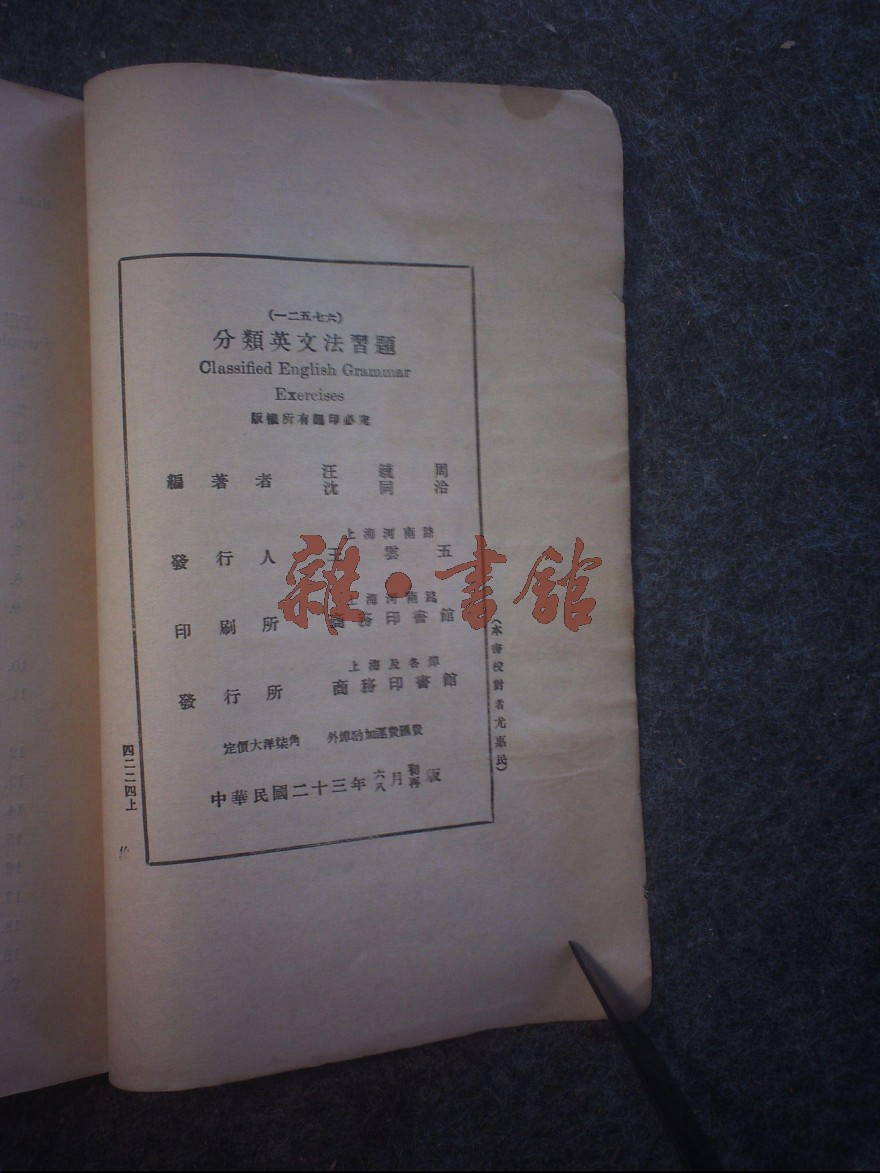 (一二五七六)
分類英文法習題
Classified English Grammar
Exercises
版權所有翻印必究
編著者 汪毓周
沈同洽
上海河南路
發行人 王雲五
上海河南路
印刷所 商務印書館
上海及各埠
發行所 商務印書館
定價大洋柒角 外埠酌加運費匯費
中華民國二十三年六月初版
八月再版
(本書校對者尤惠民)
四二二四上
雜·書館